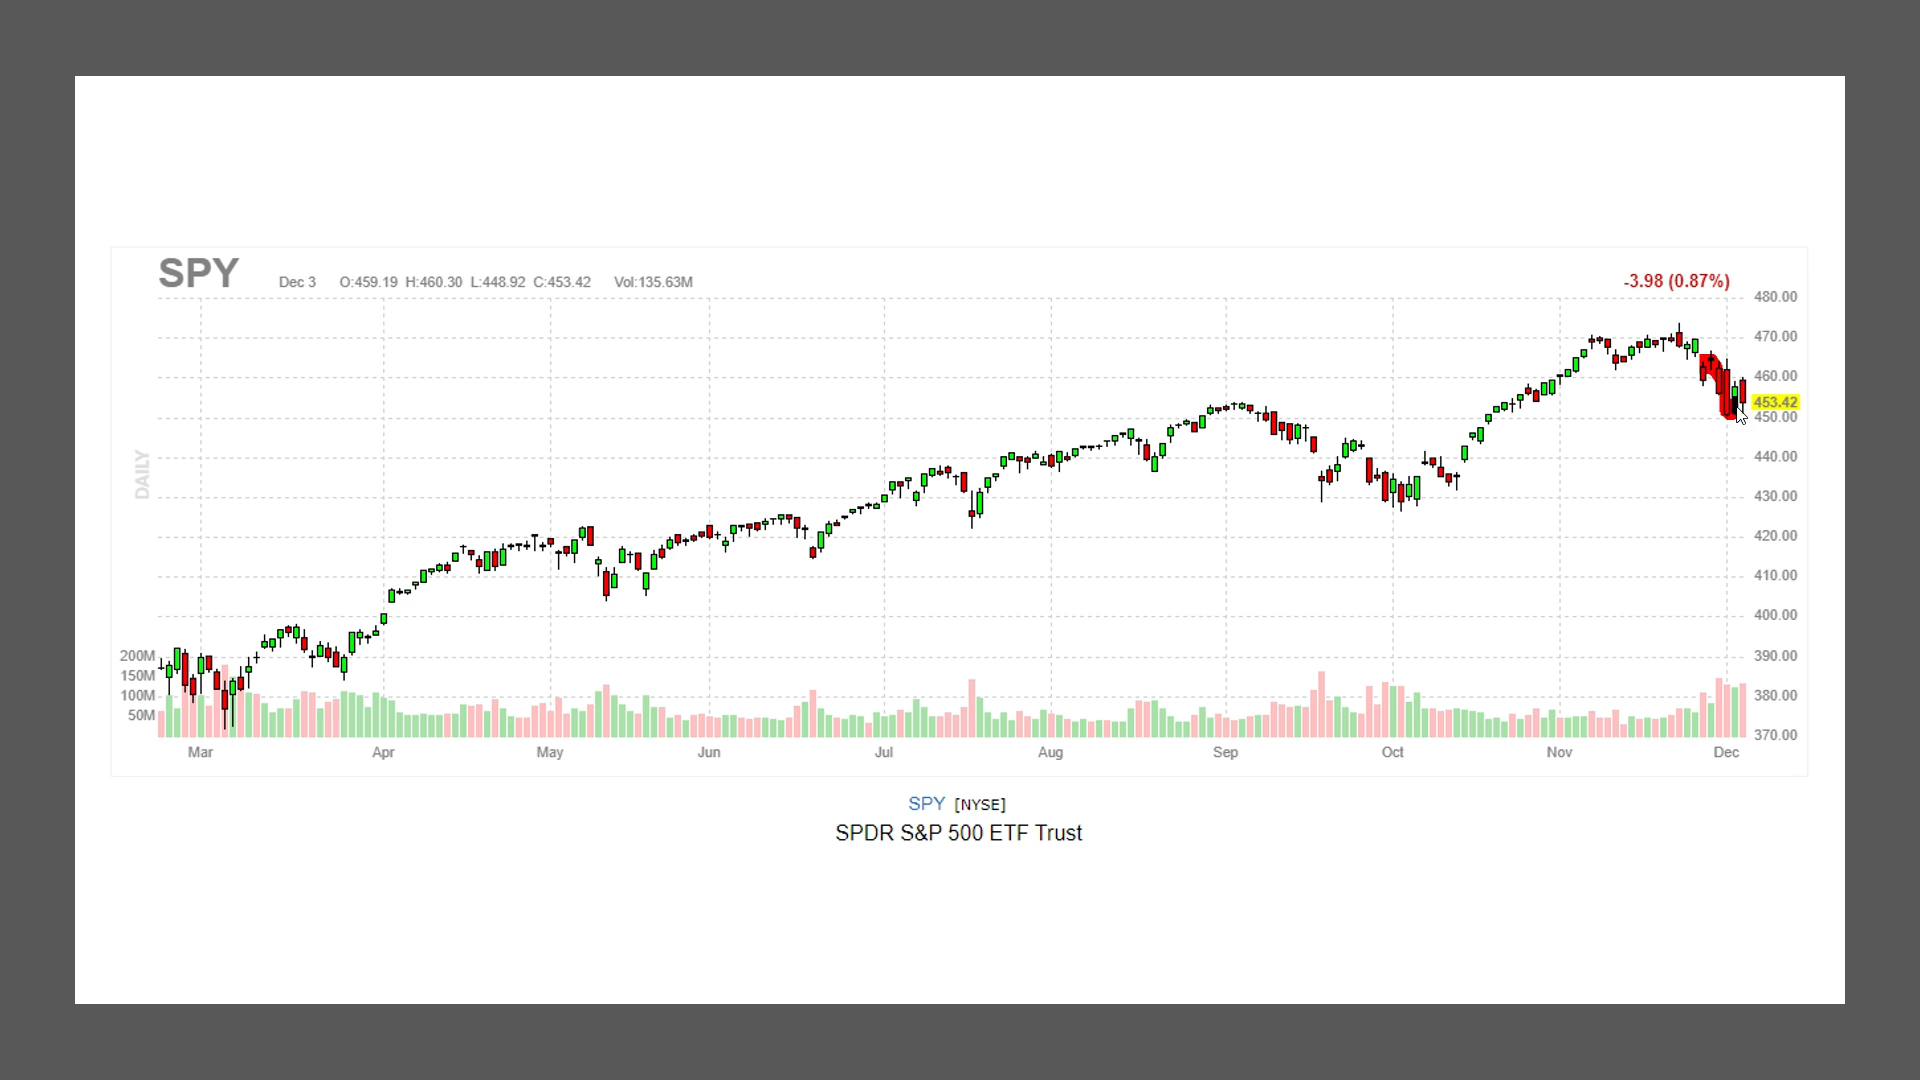 SPY Dec 3 O:459.19 H:460.30 L:448.92 C:453.42 Vol:135.63M -3.98 (0.87%)
480.00
470.00
460.00
453.42
450.00
440.00
DAILY
430.00
420.00
410.00
400.00
200M 390.00
150M
100M 380.00
50M
370.00
Mar Apr May Jun Jul Aug Sep Oct Nov Dec
SPY [NYSE]
SPDR S&P 500 ETF Trust